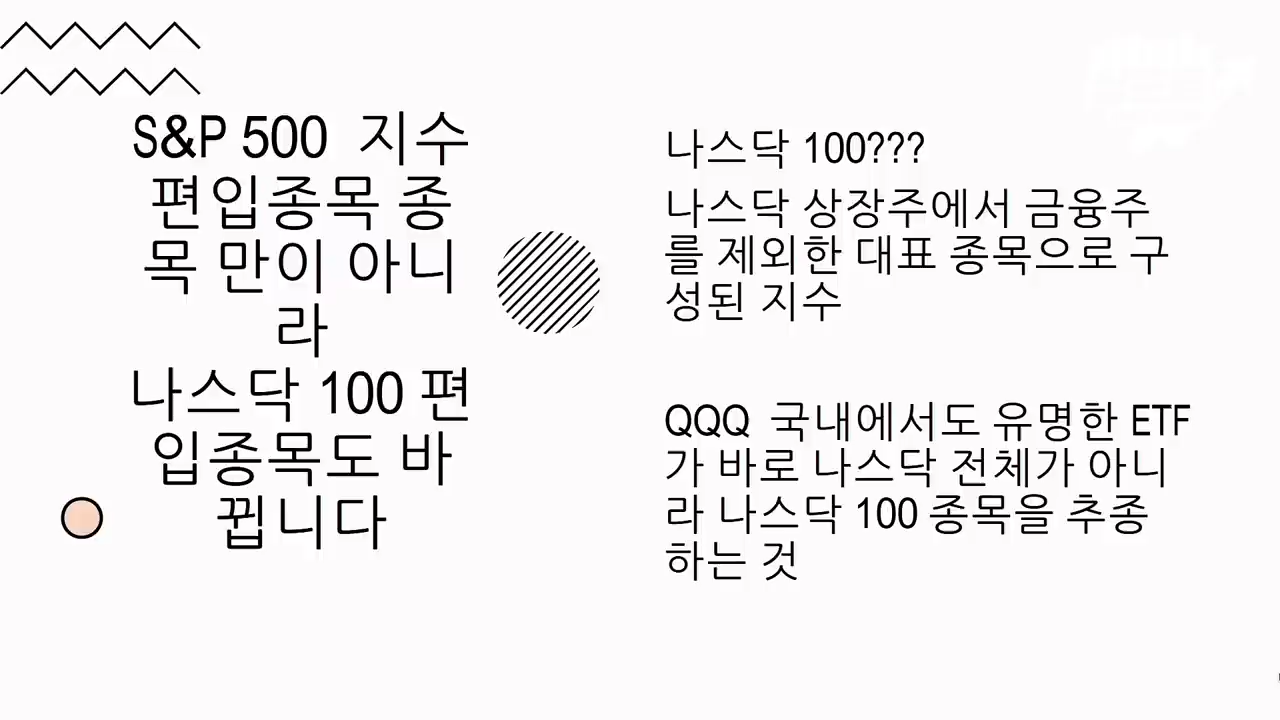 S&P 500 지수
편입종목 종
목 만이 아니
라
나스닥 100 편
입종목도 바
뀝니다
나스닥 100???
나스닥 상장주에서 금융주
를 제외한 대표 종목으로 구
성된 지수
QQQ 국내에서도 유명한 ETF
가 바로 나스닥 전체가 아니
라 나스닥 100 종목을 추종
하는 것